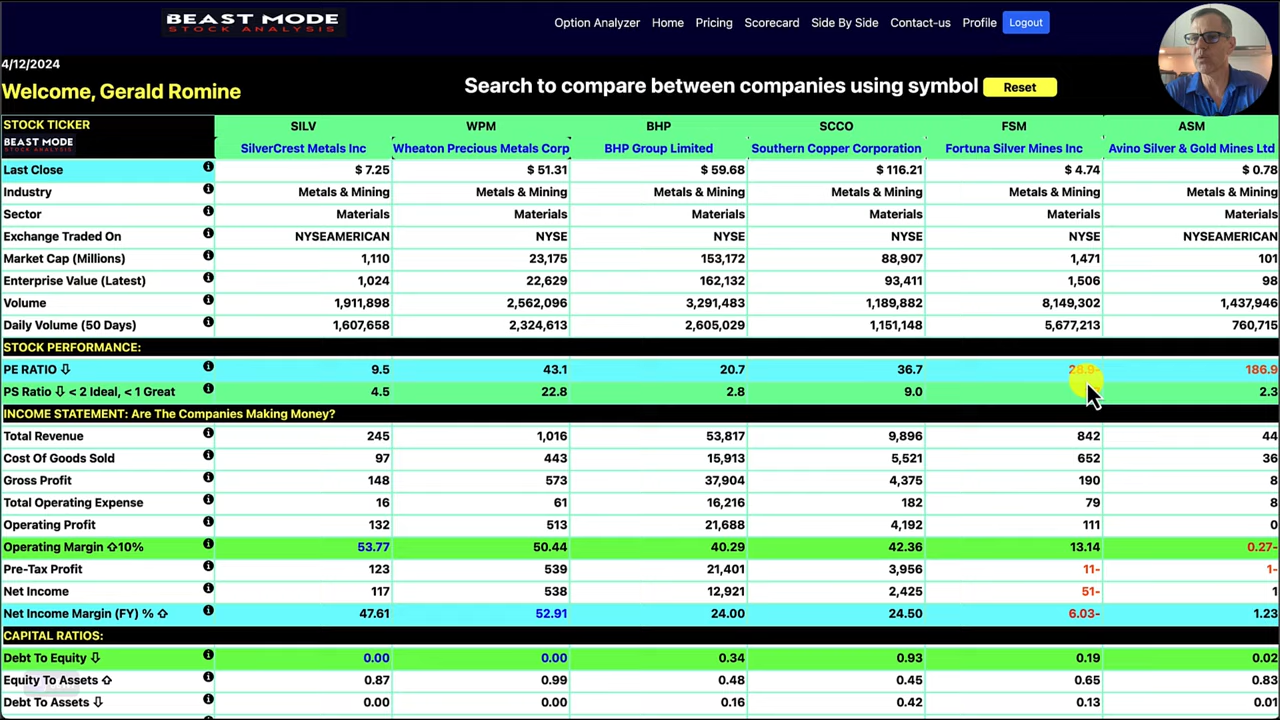 BEAST MODE
STOCK ANALYSIS
Option Analyzer Home Pricing Scorecard Side By Side Contact-us Profile Logout
4/12/2024
Welcome, Gerald Romine
Search to compare between companies using symbol Reset
STOCK TICKER SILV WPM BHP SCCO FSM ASM
BEAST MODE
STOCK ANALYSIS
SilverCrest Metals Inc Wheaton Precious Metals Corp BHP Group Limited Southern Copper Corporation Fortuna Silver Mines Inc Avino Silver & Gold Mines Ltd
Last Close $ 7.25 $ 51.31 $ 59.68 $ 116.21 $ 4.74 $ 0.78
Industry Metals & Mining Metals & Mining Metals & Mining Metals & Mining Metals & Mining Metals & Mining
Sector Materials Materials Materials Materials Materials Materials
Exchange Traded On NYSEAMERICAN NYSE NYSE NYSE NYSE NYSEAMERICAN
Market Cap (Millions) 1,110 23,175 153,172 88,907 1,471 101
Enterprise Value (Latest) 1,024 22,629 162,132 93,411 1,506 98
Volume 1,911,898 2,562,096 3,291,483 1,189,882 8,149,302 1,437,946
Daily Volume (50 Days) 1,607,658 2,324,613 2,605,029 1,151,148 5,677,213 760,715
STOCK PERFORMANCE:
PE RATIO ⇩ 9.5 43.1 20.7 36.7 28.9- 186.9
PS Ratio ⇩ < 2 Ideal, < 1 Great 4.5 22.8 2.8 9.0 2.3
INCOME STATEMENT: Are The Companies Making Money?
Total Revenue 245 1,016 53,817 9,896 842 44
Cost Of Goods Sold 97 443 15,913 5,521 652 36
Gross Profit 148 573 37,904 4,375 190 8
Total Operating Expense 16 61 16,216 182 79 8
Operating Profit 132 513 21,688 4,192 111 0
Operating Margin ⇧10% 53.77 50.44 40.29 42.36 13.14 0.27-
Pre-Tax Profit 123 539 21,401 3,956 11- 1-
Net Income 117 538 12,921 2,425 51- 1
Net Income Margin (FY) % ⇧ 47.61 52.91 24.00 24.50 6.03- 1.23
CAPITAL RATIOS:
Debt To Equity ⇩ 0.00 0.00 0.34 0.93 0.19 0.02
Equity To Assets ⇧ 0.87 0.99 0.48 0.45 0.65 0.83
Debt To Assets ⇩ 0.00 0.00 0.16 0.42 0.13 0.01